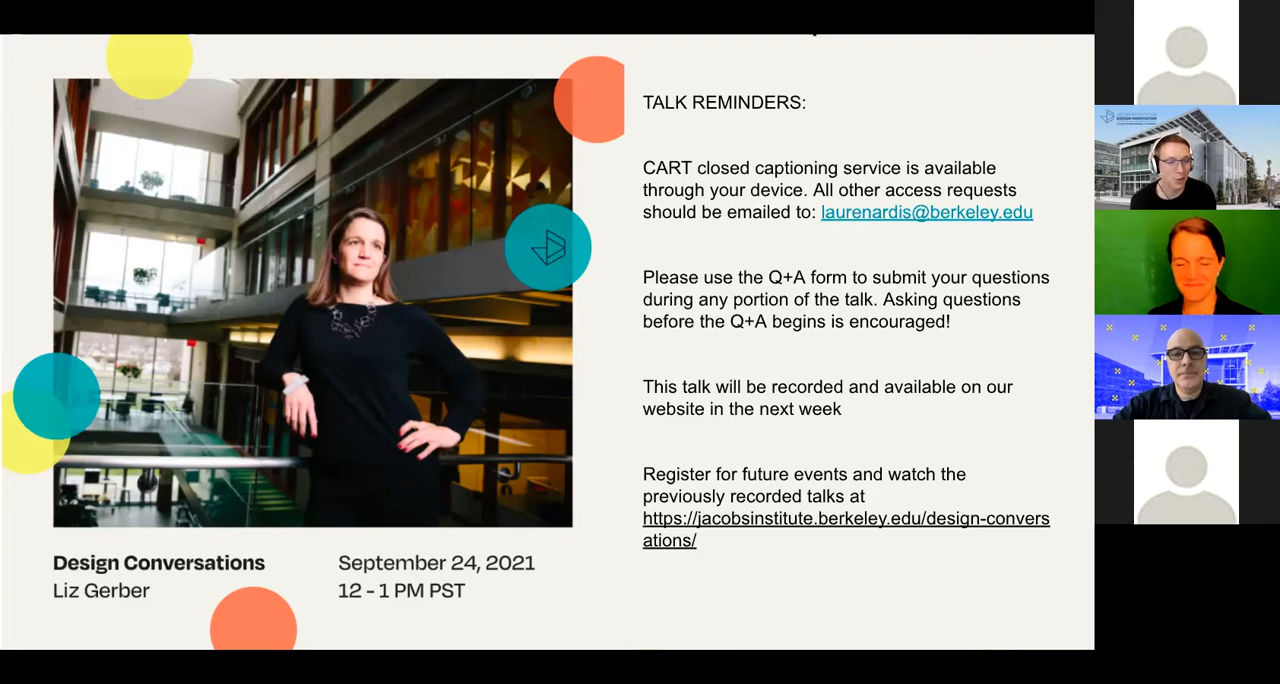 TALK REMINDERS:
CART closed captioning service is available
through your device. All other access requests
should be emailed to: laurenardis@berkeley.edu
Please use the Q+A form to submit your questions
during any portion of the talk. Asking questions
before the Q+A begins is encouraged!
This talk will be recorded and available on our
website in the next week
Register for future events and watch the
previously recorded talks at
https://jacobsinstitute.berkeley.edu/design-convers
ations/
Design Conversations
Liz Gerber
September 24, 2021
12 - 1 PM PST
DESIGN INNOVATION